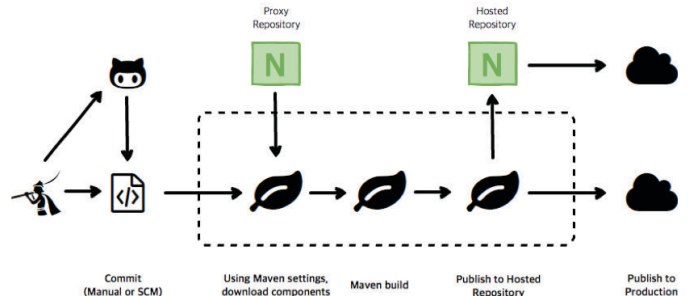 Proxy
Repository
Hosted
Repository
N
N
</>
Commit
(Manual or SCM)
Using Maven settings,
download components
Maven build
Publish to Hosted
Repository
Publish to
Production